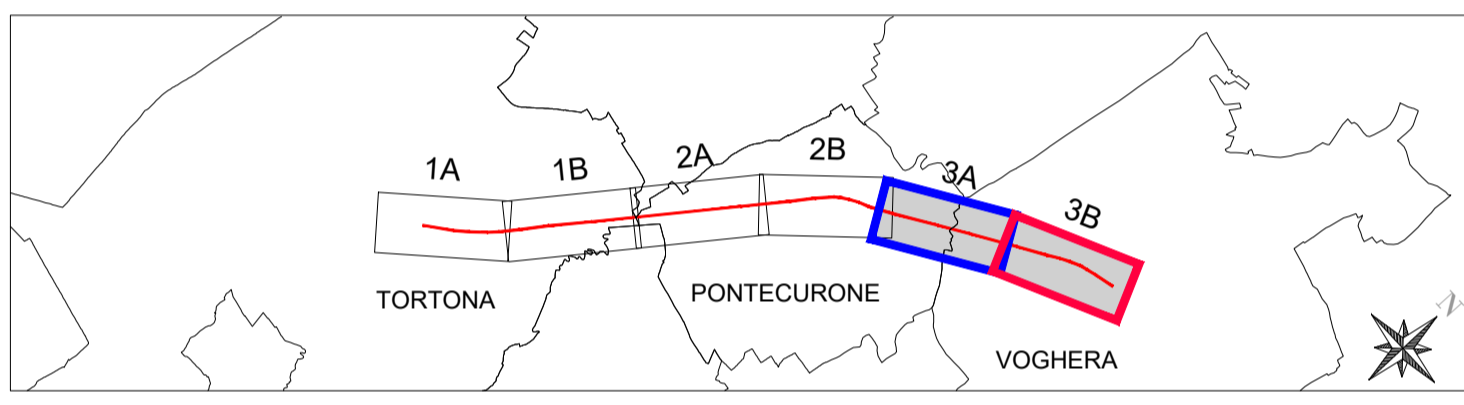 1A
1B
2A
2B
3A
3B
TORTONA
PONTECURONE
VOGHERA
N